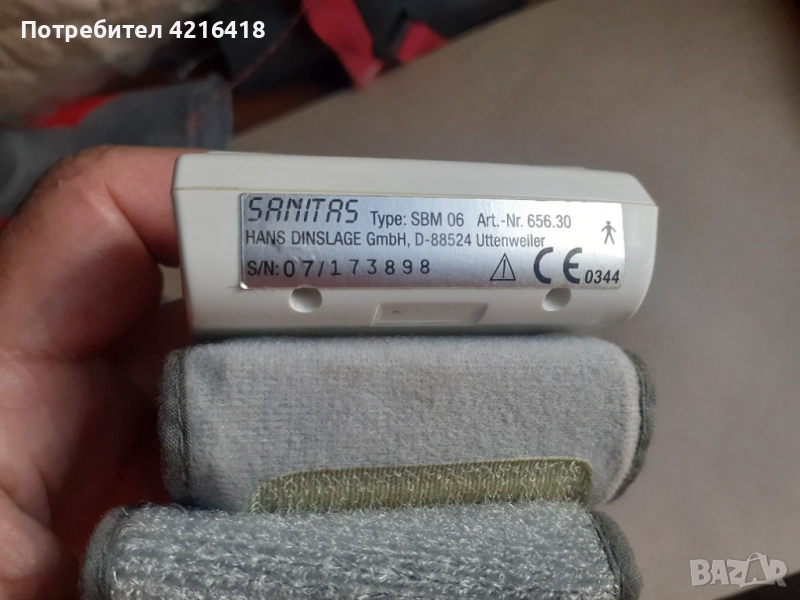 Потребител 4216418
SANITAS Type: SBM 06 Art.-Nr. 656.30
HANS DINSLAGE GmbH, D-88524 Uttenweiler
S/N: 07/173898 CE 0344
BAZAR